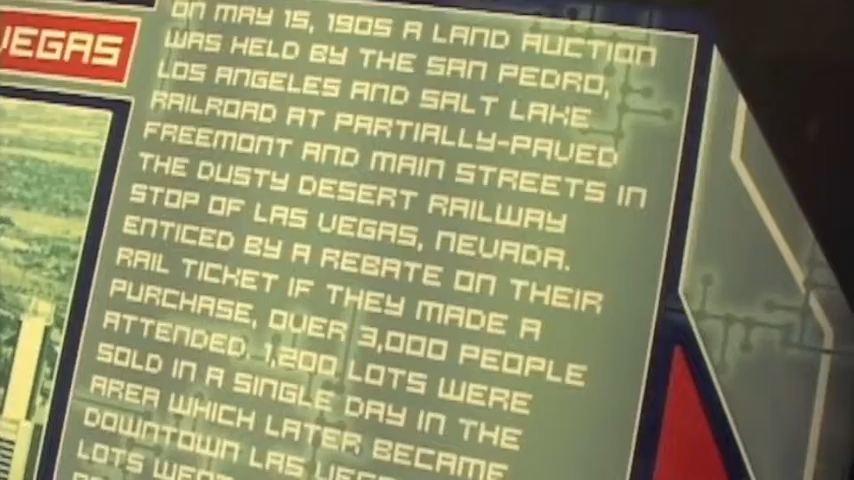 VEGAS
ON MAY 15, 1905 A LAND AUCTION
WAS HELD BY THE SAN PEDRO,
LOS ANGELES AND SALT LAKE
RAILROAD AT PARTIALLY-PAVED
FREEMONT AND MAIN STREETS IN
THE DUSTY DESERT RAILWAY
STOP OF LAS VEGAS, NEVADA.
ENTICED BY A REBATE ON THEIR
RAIL TICKET IF THEY MADE A
PURCHASE, OVER 3,000 PEOPLE
ATTENDED. 1,200 LOTS WERE
SOLD IN A SINGLE DAY IN THE
AREA WHICH LATER BECAME
DOWNTOWN LAS VEGAS
LOTS WENT